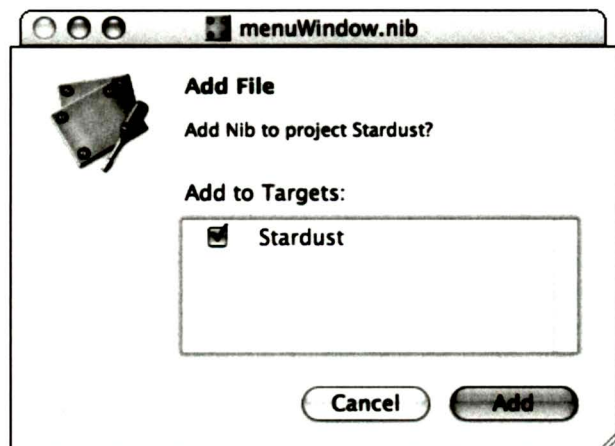 menuWindow.nib
Add File
Add Nib to project Stardust?
Add to Targets:
Stardust
Cancel
Add